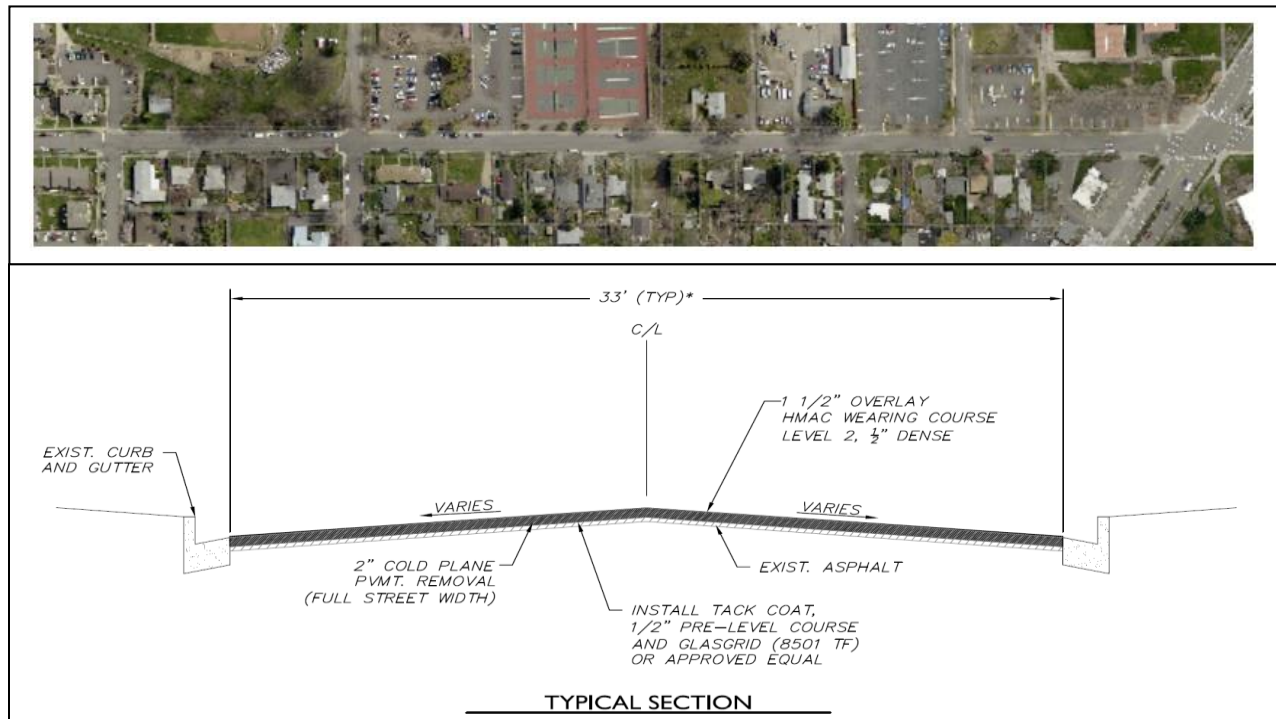 33' (TYP)*
C/L
1 1/2" OVERLAY
HMAC WEARING COURSE
LEVEL 2, ½" DENSE
EXIST. CURB
AND GUTTER
VARIES
VARIES
2" COLD PLANE
PVMT. REMOVAL
(FULL STREET WIDTH)
EXIST. ASPHALT
INSTALL TACK COAT,
1/2" PRE-LEVEL COURSE
AND GLASGRID (8501 TF)
OR APPROVED EQUAL
TYPICAL SECTION